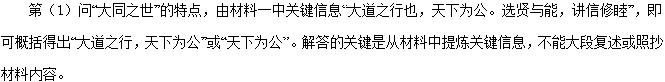 第（1）问“大同之世”的特点，由材料一中关键信息“大道之行也，天下为公。选贤与能，讲信修睦”，即
可概括得出“大道之行，天下为公”或“天下为公”。解答的关键是从材料中提炼关键信息，不能大段复述或照抄
材料内容。